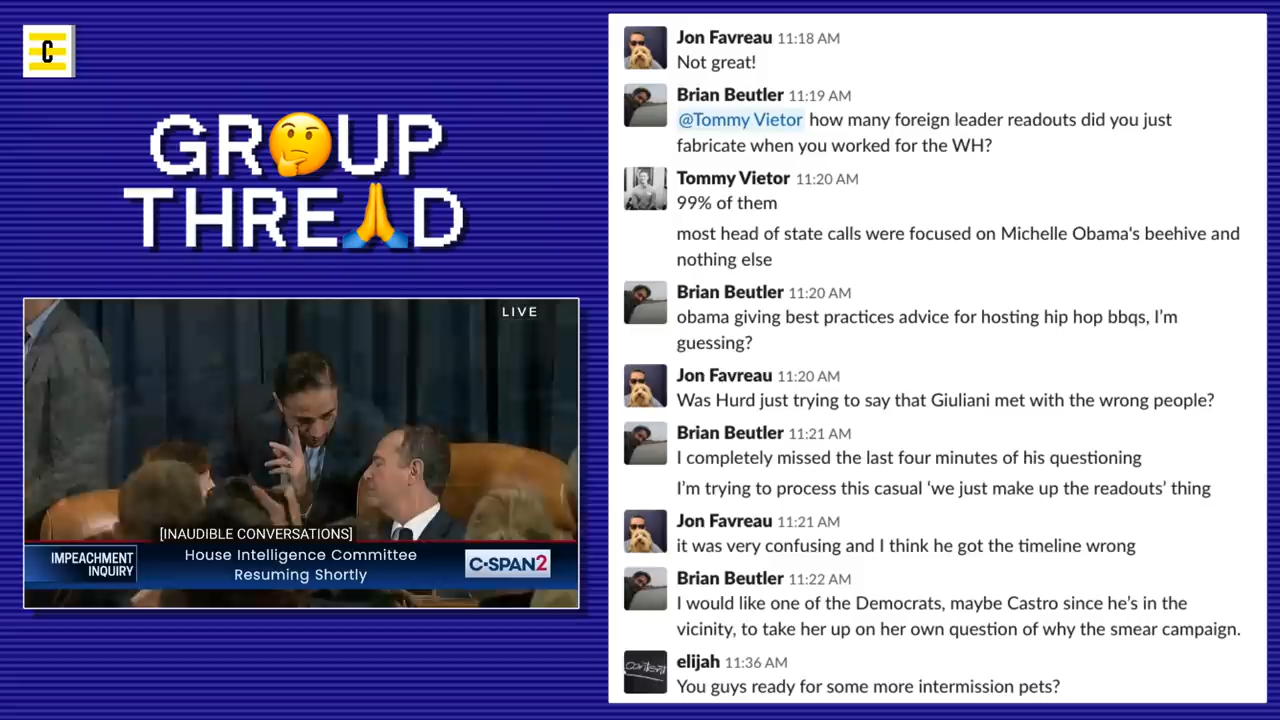 C
GR🤔UP
THRE🙏D
LIVE
[INAUDIBLE CONVERSATIONS]
IMPEACHMENT
INQUIRY
House Intelligence Committee
Resuming Shortly
C-SPAN2
Jon Favreau 11:18 AM
Not great!
Brian Beutler 11:19 AM
@Tommy Vietor how many foreign leader readouts did you just
fabricate when you worked for the WH?
Tommy Vietor 11:20 AM
99% of them
most head of state calls were focused on Michelle Obama's beehive and
nothing else
Brian Beutler 11:20 AM
obama giving best practices advice for hosting hip hop bbqs, I'm
guessing?
Jon Favreau 11:20 AM
Was Hurd just trying to say that Giuliani met with the wrong people?
Brian Beutler 11:21 AM
I completely missed the last four minutes of his questioning
I'm trying to process this casual 'we just make up the readouts' thing
Jon Favreau 11:21 AM
it was very confusing and I think he got the timeline wrong
Brian Beutler 11:22 AM
I would like one of the Democrats, maybe Castro since he's in the
vicinity, to take her up on her own question of why the smear campaign.
elijah 11:36 AM
You guys ready for some more intermission pets?